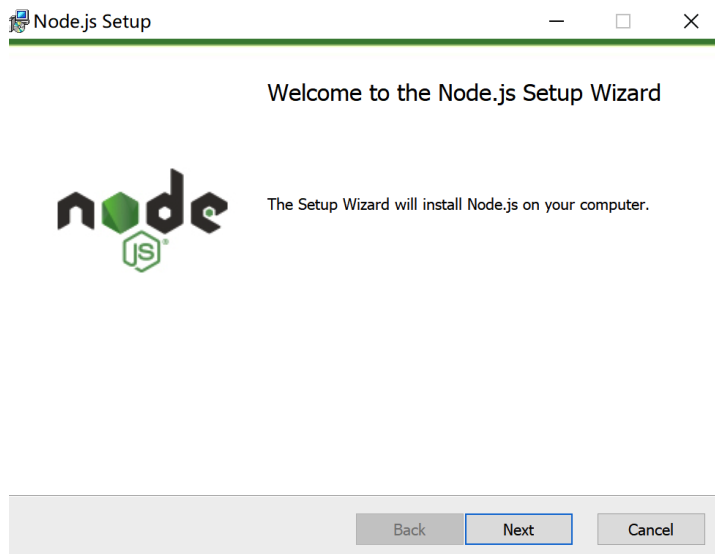 Node.js Setup
Welcome to the Node.js Setup Wizard
node
JS®
The Setup Wizard will install Node.js on your computer.
Back
Next
Cancel